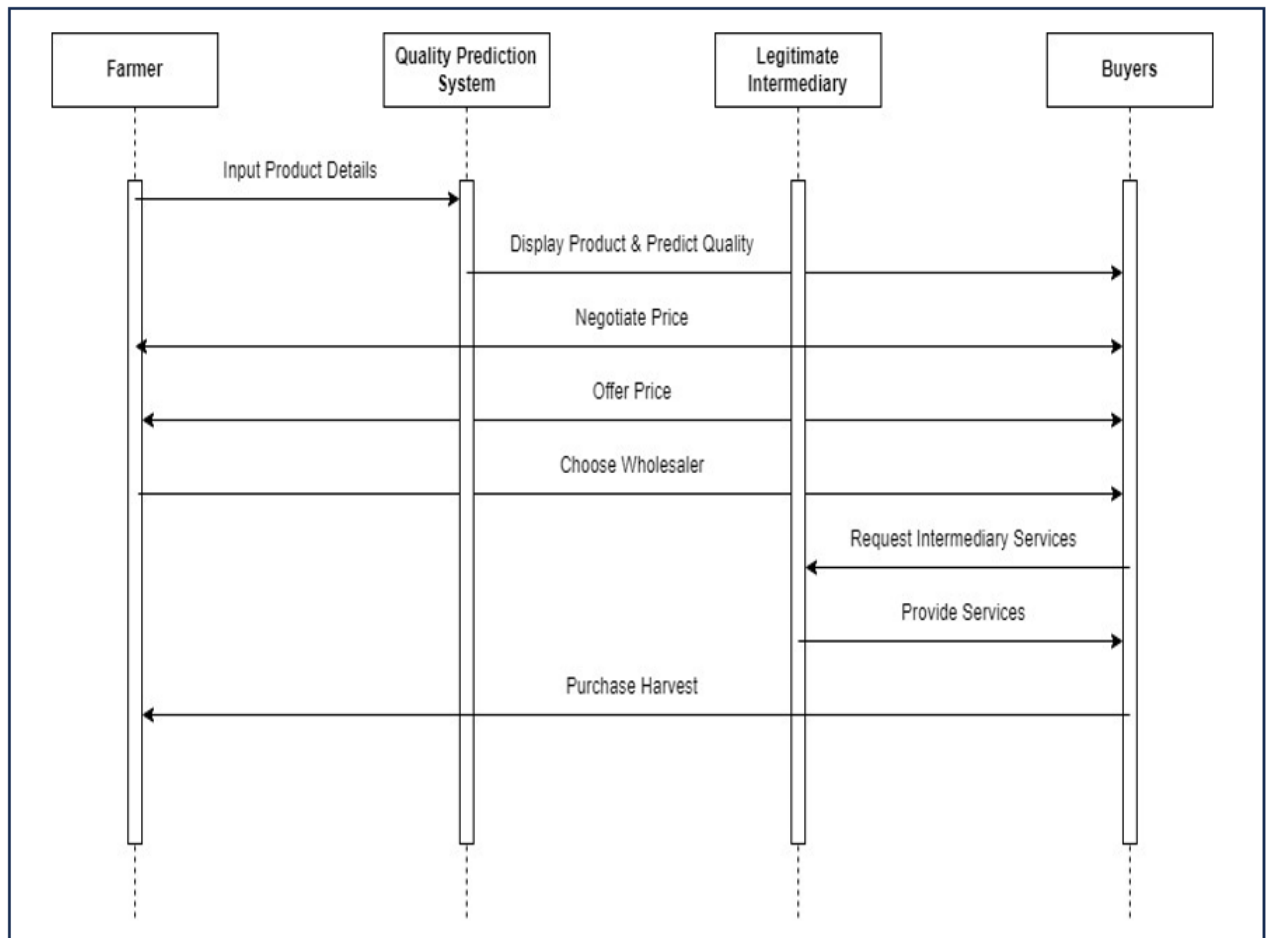 Farmer
Quality Prediction
System
Legitimate
Intermediary
Buyers
Input Product Details
Display Product & Predict Quality
Negotiate Price
Offer Price
Choose Wholesaler
Request Intermediary Services
Provide Services
Purchase Harvest